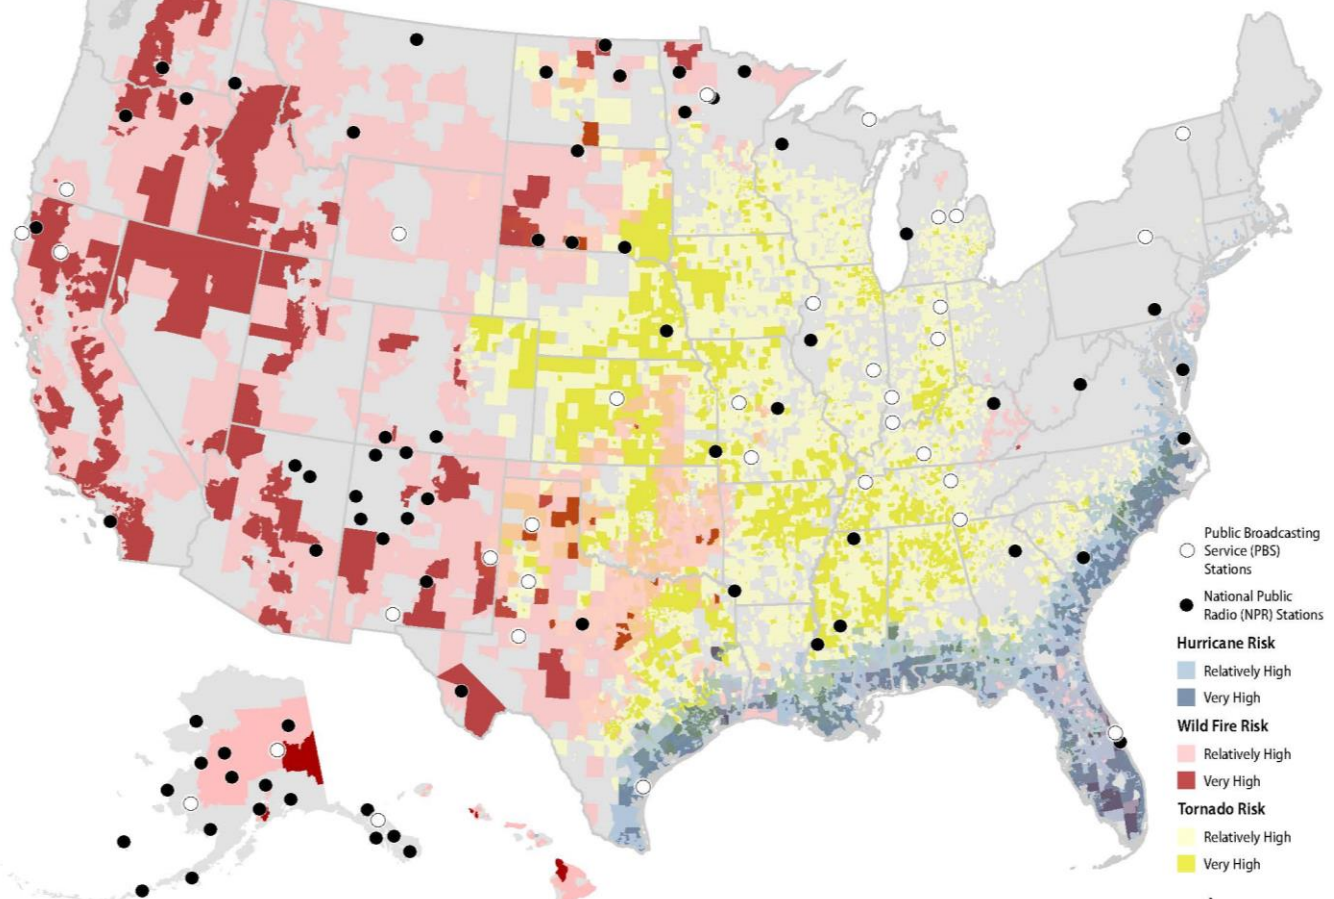 Public Broadcasting
Service (PBS)
Stations
National Public
Radio (NPR) Stations
Hurricane Risk
Relatively High
Very High
Wild Fire Risk
Relatively High
Very High
Tornado Risk
Relatively High
Very High